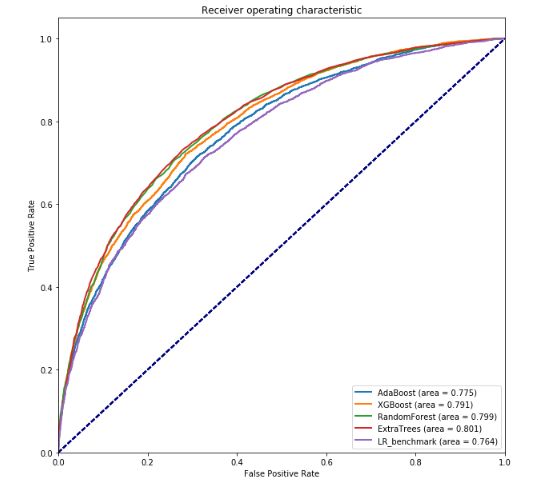 Receiver operating characteristic
True Positive Rate
1.0
0.8
0.6
0.4
0.2
0.0
0.0 0.2 0.4 0.6 0.8 1.0
False Positive Rate
AdaBoost (area = 0.775)
XGBoost (area = 0.791)
RandomForest (area = 0.799)
ExtraTrees (area = 0.801)
LR_benchmark (area = 0.764)